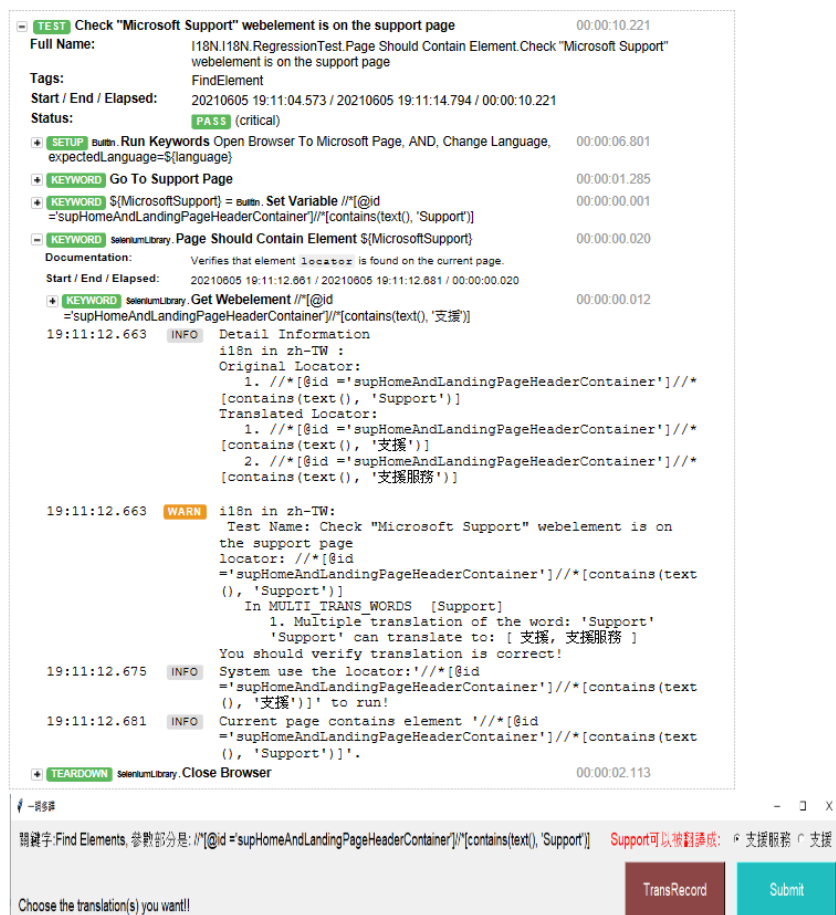 TEST Check "Microsoft Support" webelement is on the support page 00:00:10.221
Full Name: I18N.I18N.RegressionTest.Page Should Contain Element.Check "Microsoft Support"
webelement is on the support page
Tags: FindElement
Start / End / Elapsed: 20210605 19:11:04.573 / 20210605 19:11:14.794 / 00:00:10.221
Status: PASS (critical)
SETUP BuiltIn.Run Keywords Open Browser To Microsoft Page, AND, Change Language, 00:00:06.801
expectedLanguage=${language}
KEYWORD Go To Support Page 00:00:01.285
KEYWORD ${MicrosoftSupport} = BuiltIn.Set Variable //*[@id 00:00:00.001
='supHomeAndLandingPageHeaderContainer']//*[contains(text(), 'Support')]
KEYWORD SeleniumLibrary.Page Should Contain Element ${MicrosoftSupport} 00:00:00.020
Documentation: Verifies that element locator is found on the current page.
Start / End / Elapsed: 20210605 19:11:12.661 / 20210605 19:11:12.681 / 00:00:00.020
KEYWORD SeleniumLibrary.Get Webelement //*[@id 00:00:00.012
='supHomeAndLandingPageHeaderContainer']//*[contains(text(), '支援')]
19:11:12.663 INFO Detail Information
i18n in zh-TW :
Original Locator:
1. //*[@id ='supHomeAndLandingPageHeaderContainer']//*
[contains(text(), 'Support')]
Translated Locator:
1. //*[@id ='supHomeAndLandingPageHeaderContainer']//*
[contains(text(), '支援')]
2. //*[@id ='supHomeAndLandingPageHeaderContainer']//*
[contains(text(), '支援服務')]
19:11:12.663 WARN i18n in zh-TW:
Test Name: Check "Microsoft Support" webelement is on
the support page
locator: //*[@id
='supHomeAndLandingPageHeaderContainer']//*[contains(text
(), 'Support')]
In MULTI_TRANS_WORDS [Support]
1. Multiple translation of the word: 'Support'
'Support' can translate to: [ 支援, 支援服務 ]
You should verify translation is correct!
19:11:12.675 INFO System use the locator:'//*[@id
='supHomeAndLandingPageHeaderContainer']//*[contains(text
(), '支援')]' to run!
19:11:12.681 INFO Current page contains element '//*[@id
='supHomeAndLandingPageHeaderContainer']//*[contains(text
(), 'Support')]'.
TEARDOWN SeleniumLibrary.Close Browser 00:00:02.113
一詞多譯
關鍵字:Find Elements, 參數部分是: //*[@id ='supHomeAndLandingPageHeaderContainer']//*[contains(text(), 'Support')] Support可以被翻譯成: 支援服務 支援
TransRecord Submit
Choose the translation(s) you want!!